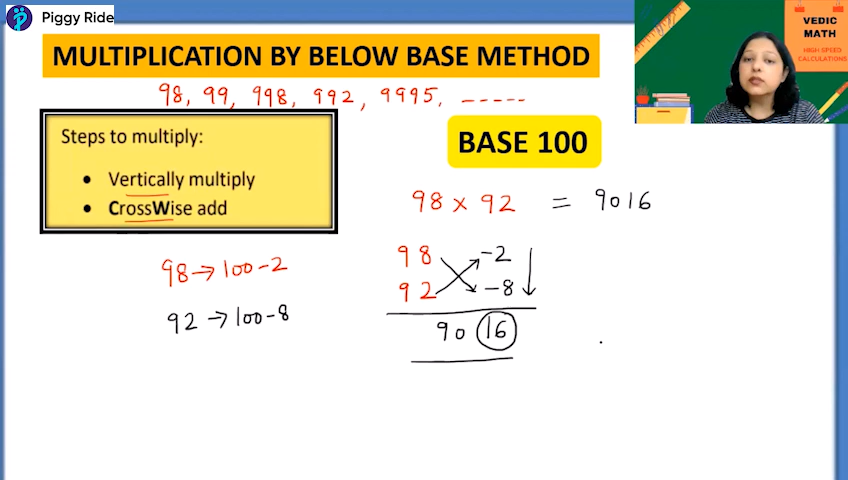 Piggy Ride
MULTIPLICATION BY BELOW BASE METHOD
VEDIC
MATH
HIGH SPEED
CALCULATIONS
98, 99, 998, 992, 9995, -----
Steps to multiply:
• Vertically multiply
• CrossWise add
BASE 100
98 × 92 = 9016
98 -2
92 -8
90 16
98 → 100-2
92 → 100-8